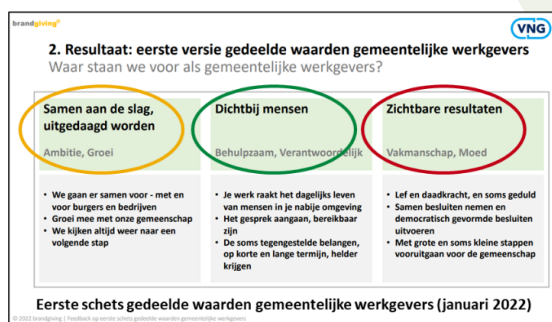 brandgiving°
VNG
2. Resultaat: eerste versie gedeelde waarden gemeentelijke werkgevers
Waar staan we voor als gemeentelijke werkgevers?
Samen aan de slag,
uitgedaagd worden
Ambitie, Groei
• We gaan er samen voor - met en
voor burgers en bedrijven
• Groei mee met onze gemeenschap
• We kijken altijd weer naar een
volgende stap
Dichtbij mensen
Behulpzaam, Verantwoordelijk
• Je werk raakt het dagelijks leven
van mensen in je nabije omgeving
• Het gesprek aangaan, bereikbaar
zijn
• De soms tegengestelde belangen,
op korte en lange termijn, helder
krijgen
Zichtbare resultaten
Vakmanschap, Moed
• Lef en daadkracht, en soms geduld
• Samen besluiten nemen en
democratisch gevormde besluiten
uitvoeren
• Met grote en soms kleine stappen
vooruitgaan voor de gemeenschap
Eerste schets gedeelde waarden gemeentelijke werkgevers (januari 2022)
© 2022 brandgiving | Feedback op eerste schets gedeelde waarden gemeentelijke werkgevers